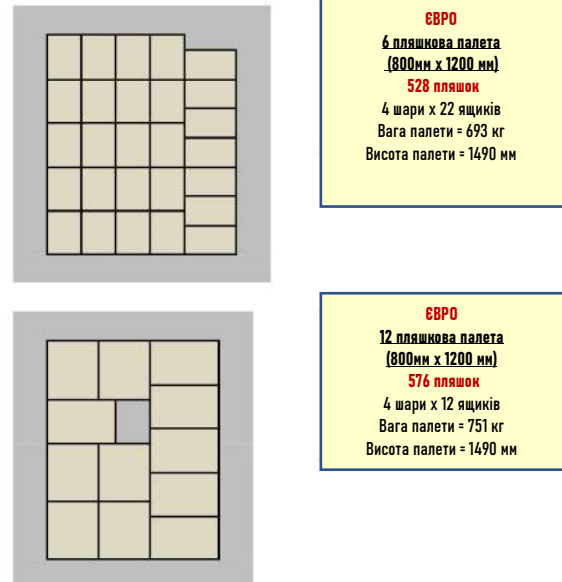 ЄВРО
6 пляшкова палета
(800мм х 1200 мм)
528 пляшок
4 шари х 22 ящиків
Вага палети = 693 кг
Висота палети = 1490 мм
ЄВРО
12 пляшкова палета
(800мм х 1200 мм)
576 пляшок
4 шари х 12 ящиків
Вага палети = 751 кг
Висота палети = 1490 мм